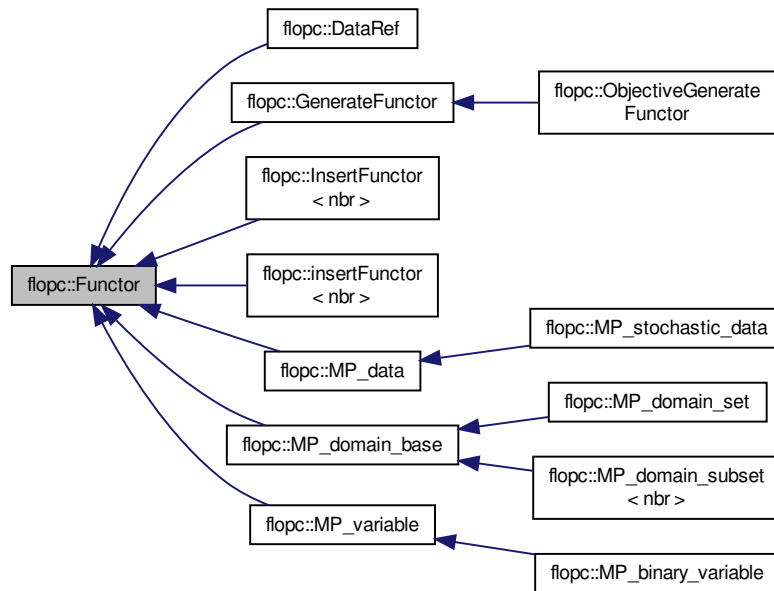 flopc::DataRef
flopc::GenerateFunctor
flopc::ObjectiveGenerate
Functor
flopc::InsertFunctor
< nbr >
flopc::Functor
flopc::insertFunctor
< nbr >
flopc::MP_data
flopc::MP_stochastic_data
flopc::MP_domain_base
flopc::MP_domain_set
flopc::MP_domain_subset
< nbr >
flopc::MP_variable
flopc::MP_binary_variable